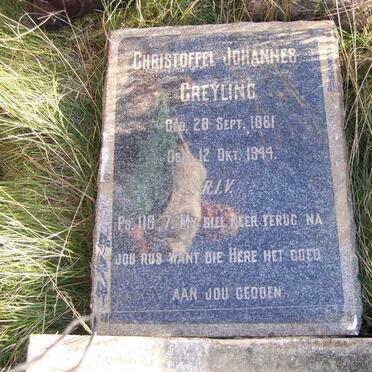 CHRISTOFFEL JOHANNES
GREYLING
GEB. 28 SEPT. 1861
OORL. 12 OKT. 1944.
R.I.V.
PS. 116. 7. MY SIEL KEER TERUG NA
JOU RUS WANT DIE HERE HET GOED
AAN JOU GEDOEN